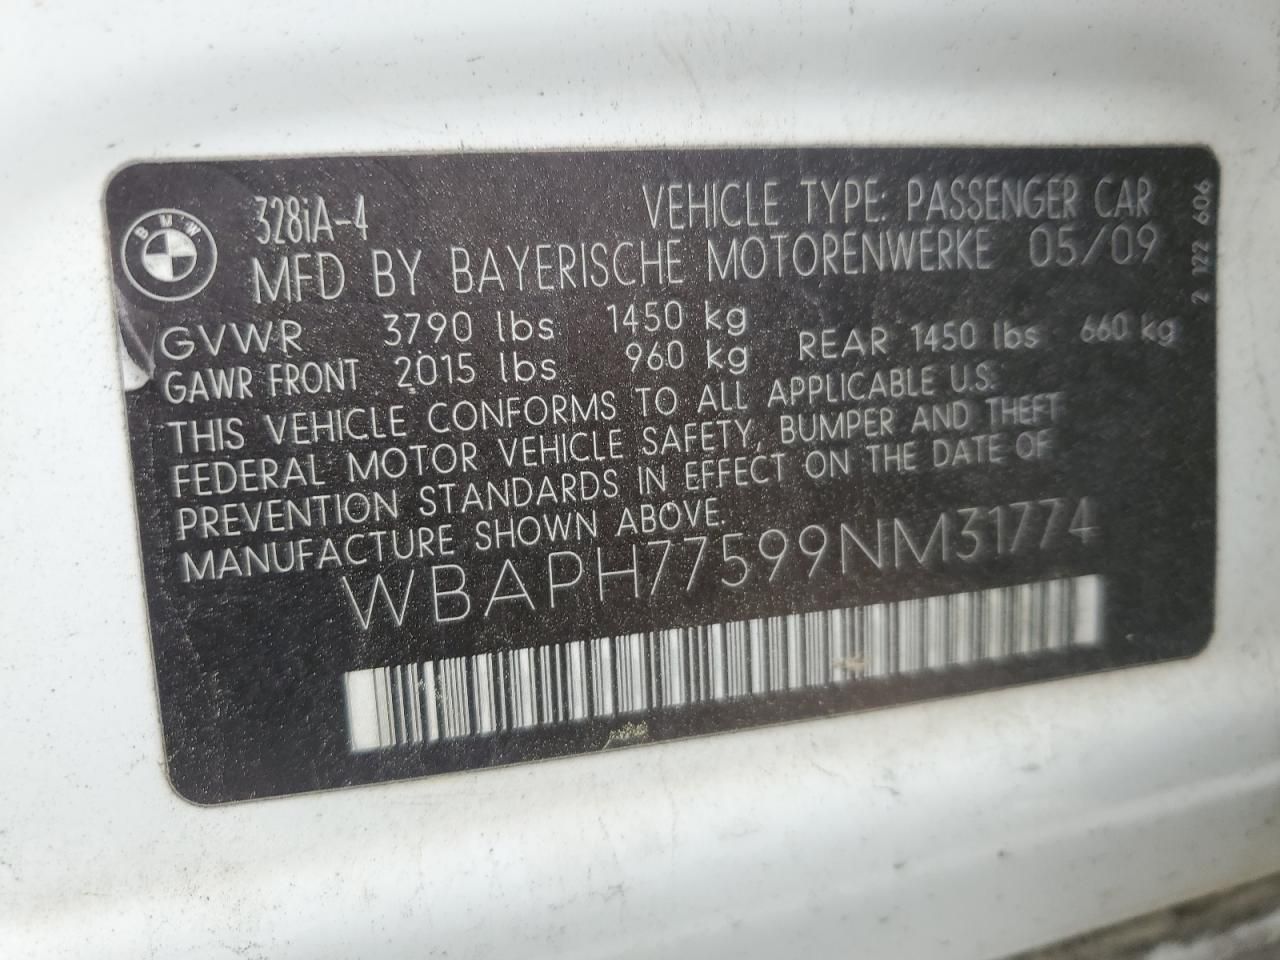 BMW
328iA-4 VEHICLE TYPE: PASSENGER CAR
MFD BY BAYERISCHE MOTORENWERKE 05/09
GVWR 3790 lbs 1450 kg
GAWR FRONT 2015 lbs 960 kg REAR 1450 lbs 660 kg
THIS VEHICLE CONFORMS TO ALL APPLICABLE U.S.
FEDERAL MOTOR VEHICLE SAFETY, BUMPER AND THEFT
PREVENTION STANDARDS IN EFFECT ON THE DATE OF
MANUFACTURE SHOWN ABOVE.
WBAPH77599NM31774
2 122 606